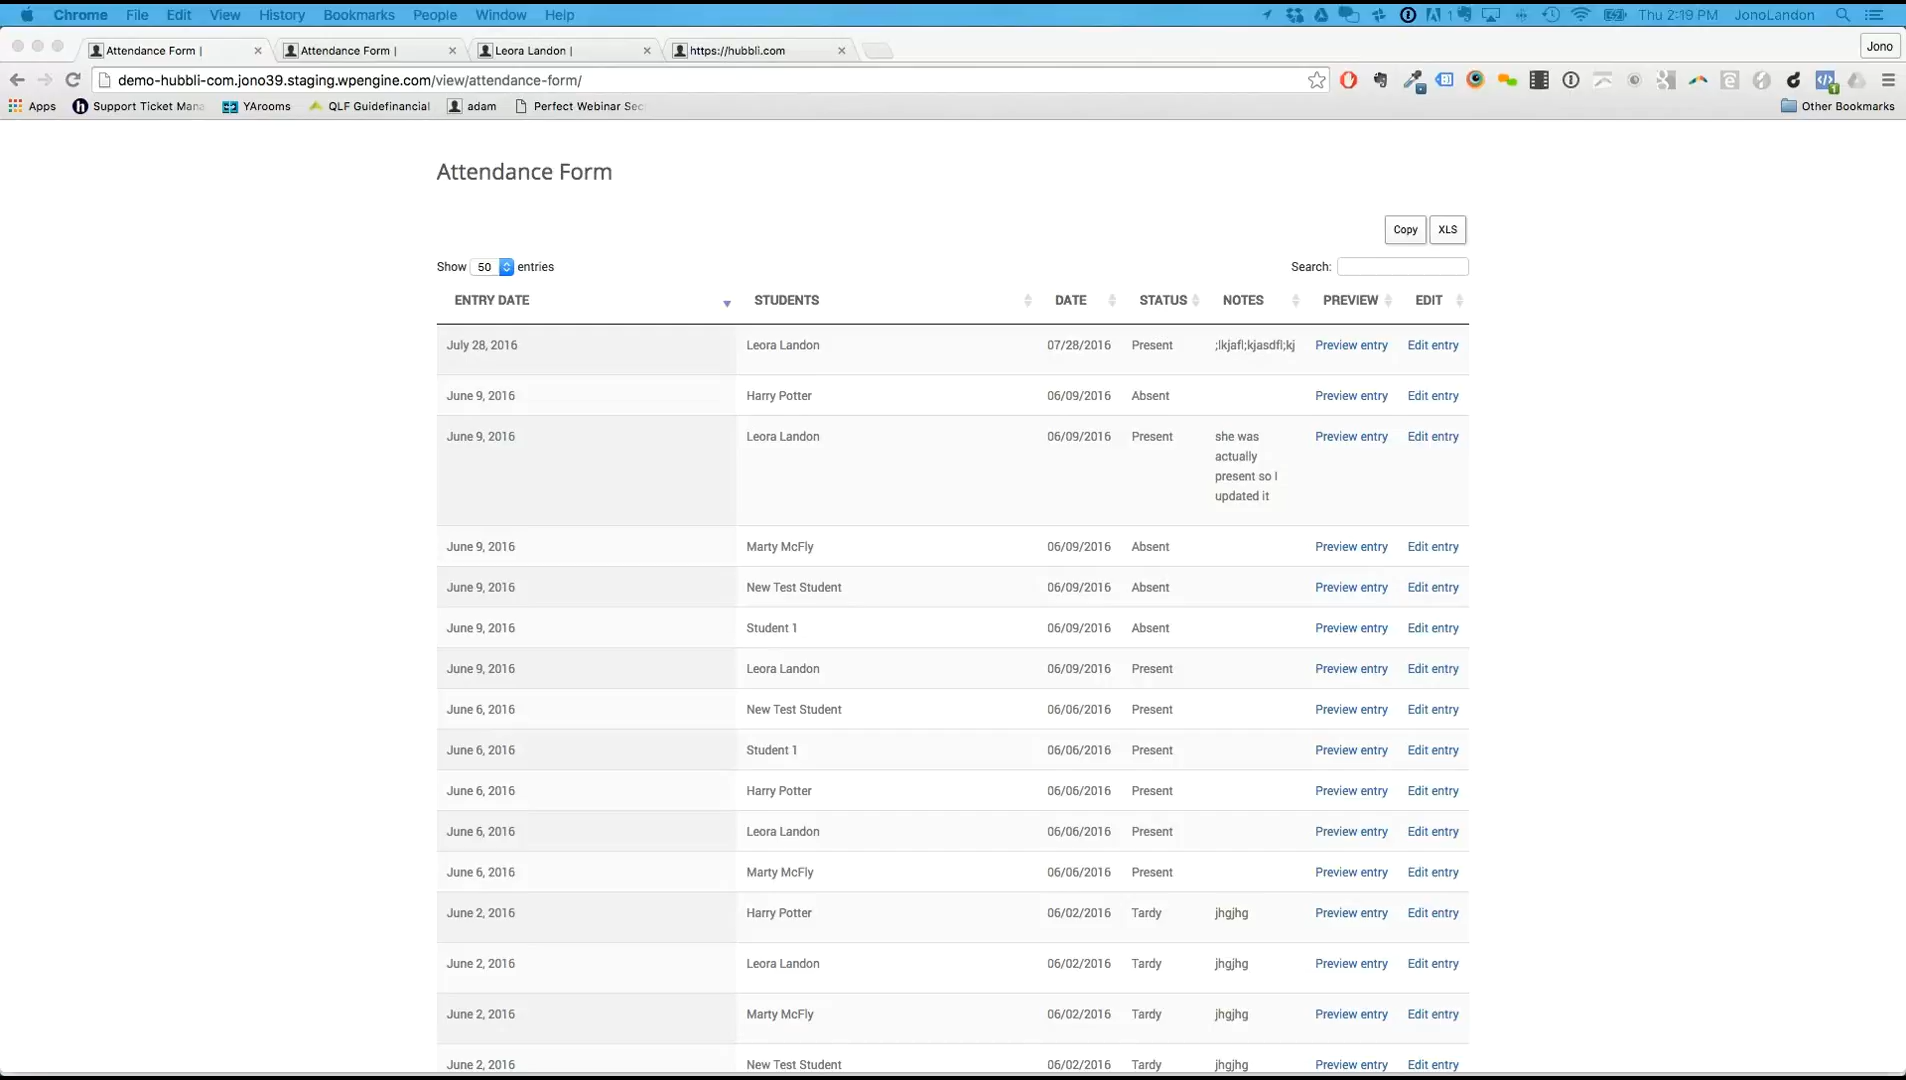 Chrome File Edit View History Bookmarks People Window Help 1 Thu 2:19 PM JonoLandon
Attendance Form | Attendance Form | Leora Landon | https://hubbli.com Jono
demo-hubbli-com.jono39.staging.wpengine.com/view/attendance-form/
Apps Support Ticket Mana YArooms QLF Guidefinancial adam Perfect Webinar Sec Other Bookmarks
Attendance Form
Copy XLS
Show 50 entries Search:
ENTRY DATE STUDENTS DATE STATUS NOTES PREVIEW EDIT
July 28, 2016 Leora Landon 07/28/2016 Present ;lkjafl;kjasdfl;kj Preview entry Edit entry
June 9, 2016 Harry Potter 06/09/2016 Absent Preview entry Edit entry
June 9, 2016 Leora Landon 06/09/2016 Present she was Preview entry Edit entry
actually
present so I
updated it
June 9, 2016 Marty McFly 06/09/2016 Absent Preview entry Edit entry
June 9, 2016 New Test Student 06/09/2016 Absent Preview entry Edit entry
June 9, 2016 Student 1 06/09/2016 Absent Preview entry Edit entry
June 9, 2016 Leora Landon 06/09/2016 Present Preview entry Edit entry
June 6, 2016 New Test Student 06/06/2016 Present Preview entry Edit entry
June 6, 2016 Student 1 06/06/2016 Present Preview entry Edit entry
June 6, 2016 Harry Potter 06/06/2016 Present Preview entry Edit entry
June 6, 2016 Leora Landon 06/06/2016 Present Preview entry Edit entry
June 6, 2016 Marty McFly 06/06/2016 Present Preview entry Edit entry
June 2, 2016 Harry Potter 06/02/2016 Tardy jhgjhg Preview entry Edit entry
June 2, 2016 Leora Landon 06/02/2016 Tardy jhgjhg Preview entry Edit entry
June 2, 2016 Marty McFly 06/02/2016 Tardy jhgjhg Preview entry Edit entry
June 2, 2016 New Test Student 06/02/2016 Tardy jhgjhg Preview entry Edit entry